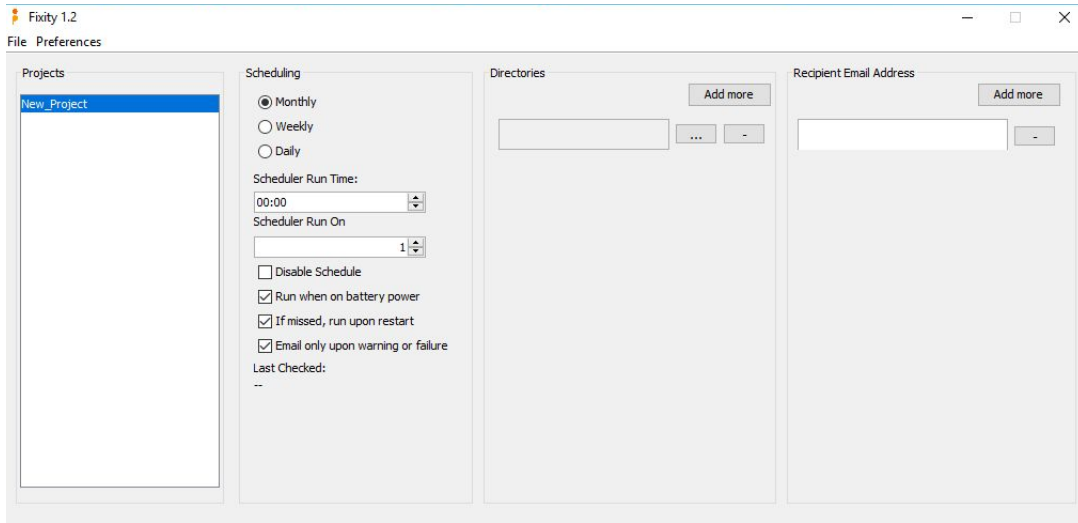 Fixity 1.2
File Preferences
Projects
New_Project
Scheduling
Monthly
Weekly
Daily
Scheduler Run Time:
00:00
Scheduler Run On
1
Disable Schedule
Run when on battery power
If missed, run upon restart
Email only upon warning or failure
Last Checked:
--
Directories
Add more
... -
Recipient Email Address
Add more
-